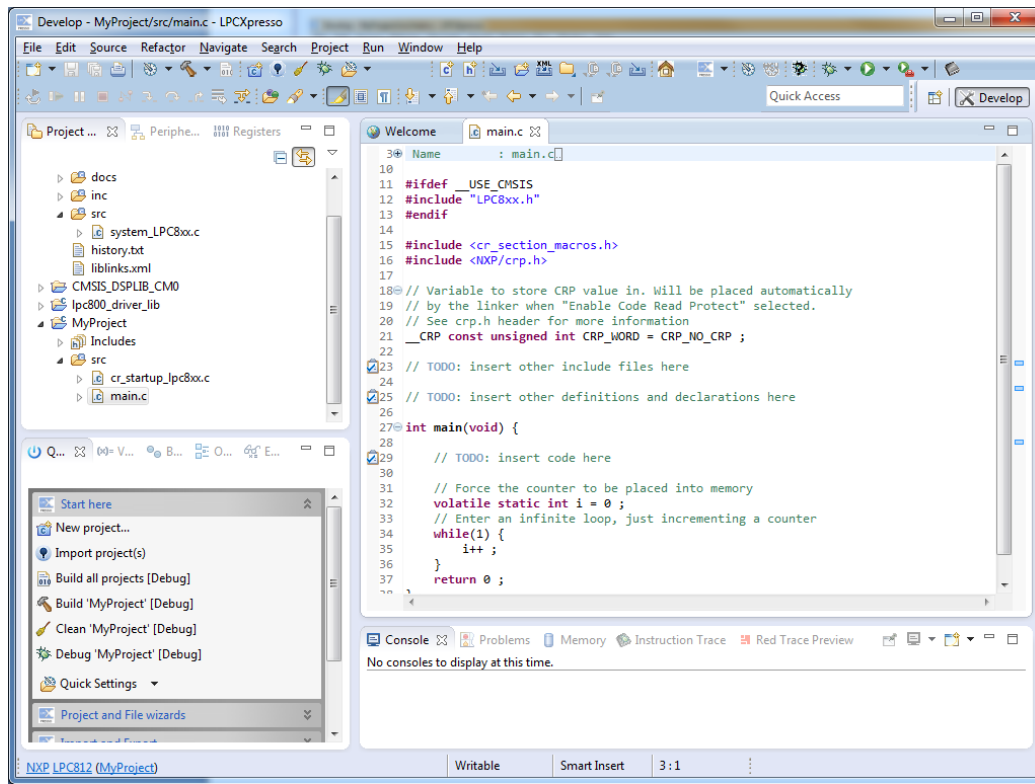 Develop - MyProject/src/main.c - LPCXpresso
File Edit Source Refactor Navigate Search Project Run Window Help
Quick Access
Develop
Project ...
Periphe...
Registers
docs
inc
src
system_LPC8xx.c
history.txt
liblinks.xml
CMSIS_DSPLIB_CM0
lpc800_driver_lib
MyProject
Includes
src
cr_startup_lpc8xx.c
main.c
Q...
(x)= V...
B...
O...
E...
Start here
New project...
Import project(s)
Build all projects [Debug]
Build 'MyProject' [Debug]
Clean 'MyProject' [Debug]
Debug 'MyProject' [Debug]
Quick Settings
Project and File wizards
Import and Export
Welcome
main.c
3 Name : main.c
10
11 #ifdef __USE_CMSIS
12 #include "LPC8xx.h"
13 #endif
14
15 #include <cr_section_macros.h>
16 #include <NXP/crp.h>
17
18 // Variable to store CRP value in. Will be placed automatically
19 // by the linker when "Enable Code Read Protect" selected.
20 // See crp.h header for more information
21 __CRP const unsigned int CRP_WORD = CRP_NO_CRP ;
22
23 // TODO: insert other include files here
24
25 // TODO: insert other definitions and declarations here
26
27 int main(void) {
28
29 // TODO: insert code here
30
31 // Force the counter to be placed into memory
32 volatile static int i = 0 ;
33 // Enter an infinite loop, just incrementing a counter
34 while(1) {
35 i++ ;
36 }
37 return 0 ;
38 }
Console
Problems
Memory
Instruction Trace
Red Trace Preview
No consoles to display at this time.
NXP LPC812 (MyProject)
Writable
Smart Insert
3 : 1